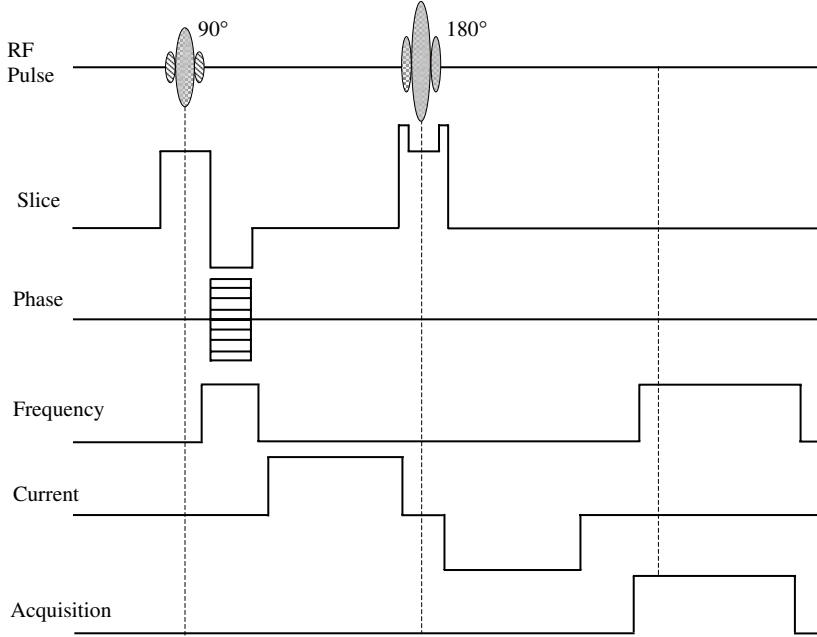 90°
180°
RF
Pulse
Slice
Phase
Frequency
Current
Acquisition